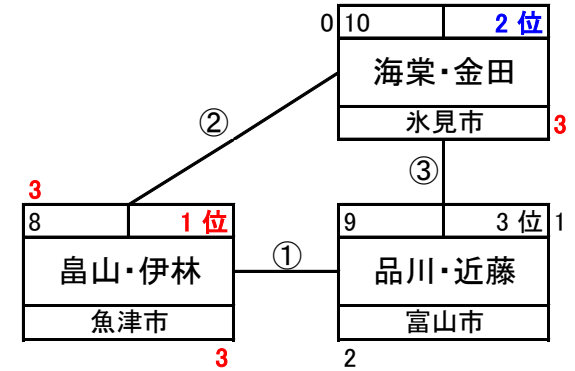 0 10 2 位
海棠・金田
② 氷見市 3
③
3
8 1 位 9 3 位 1
畠山・伊林 ① 品川・近藤
魚津市 富山市
3 2